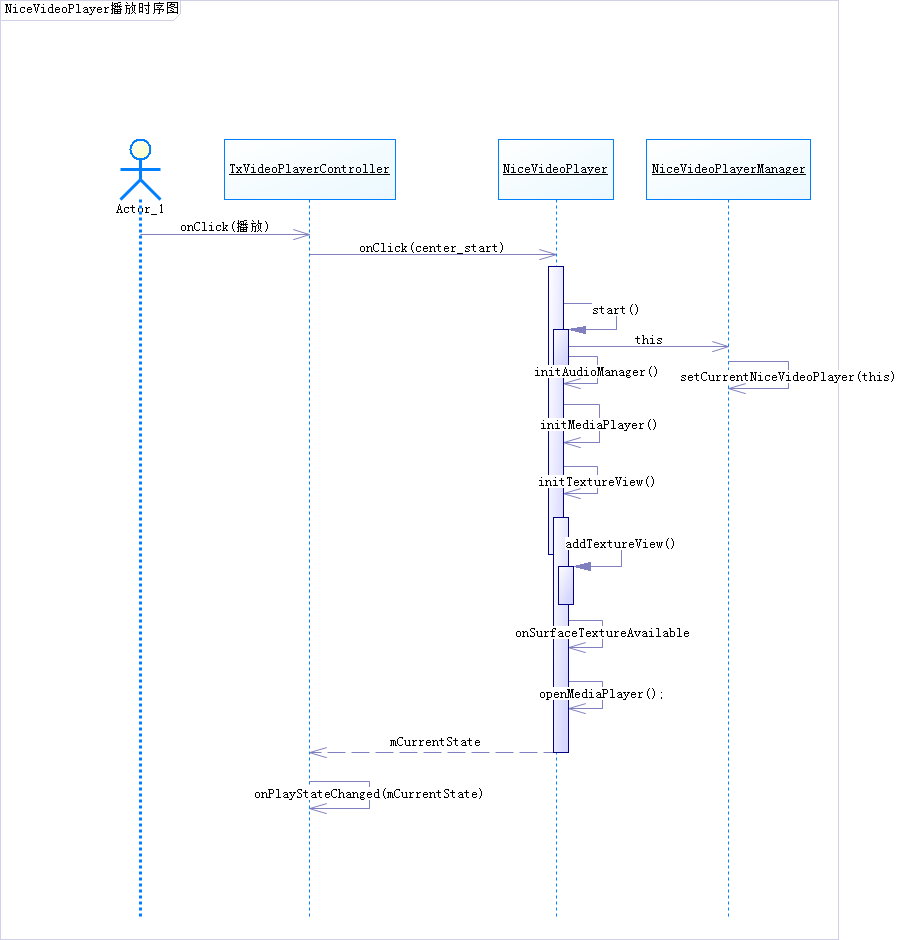 NiceVideoPlayer播放时序图
TxVideoPlayerController
NiceVideoPlayer
NiceVideoPlayerManager
Actor_1
onClick(播放)
onClick(center_start)
start()
this
initAudioManager()
setCurrentNiceVideoPlayer(this)
initMediaPlayer()
initTextureView()
addTextureView()
onSurfaceTextureAvailable
openMediaPlayer();
mCurrentState
onPlayStateChanged(mCurrentState)